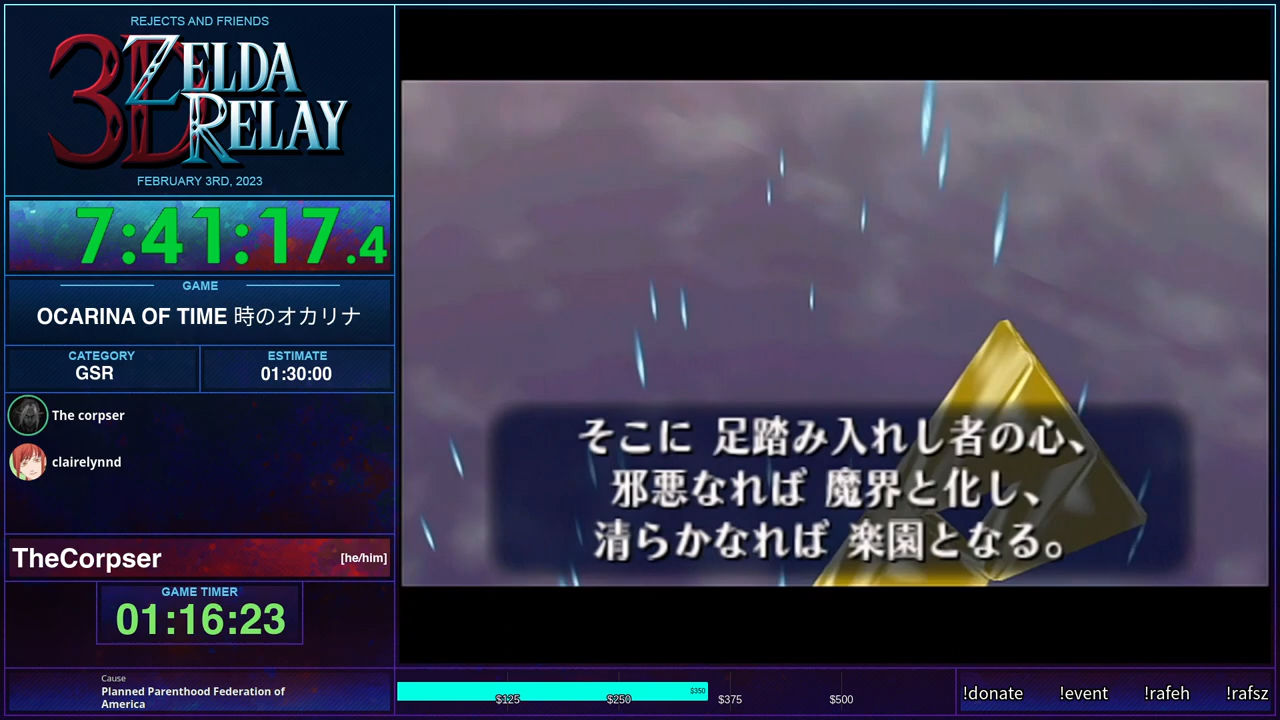 REJECTS AND FRIENDS
3D ZELDA
RELAY
FEBRUARY 3RD, 2023
7:41:17.4
GAME
OCARINA OF TIME 時のオカリナ
CATEGORY
GSR
ESTIMATE
01:30:00
The corpser
clairelynnd
TheCorpser
[he/him]
GAME TIMER
01:16:23
Cause
Planned Parenthood Federation of
America
そこに 足踏み入れし者の心、
邪悪なれば 魔界と化し、
清らかなれば 楽園となる。
$350
$125 $250 $375 $500
!donate !event !rafeh !rafsz